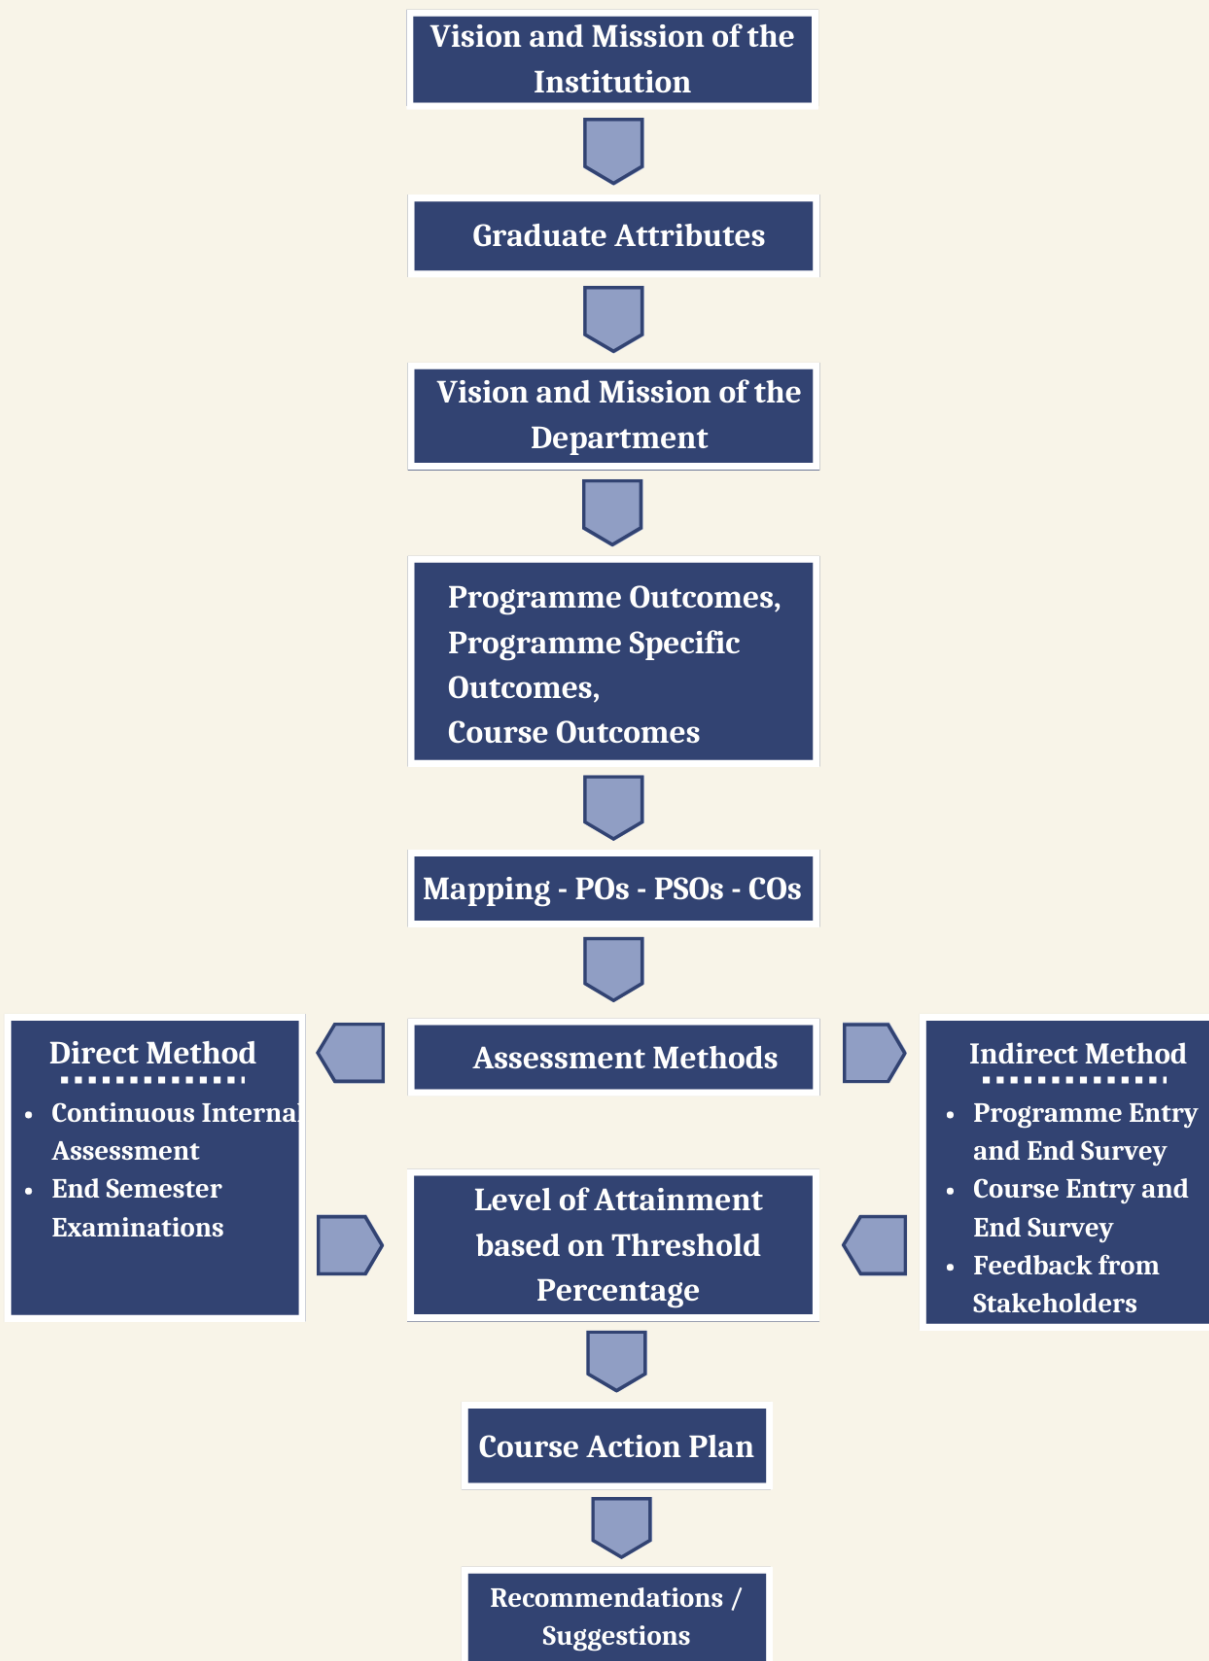 Vision and Mission of the
Institution
Graduate Attributes
Vision and Mission of the
Department
Programme Outcomes,
Programme Specific
Outcomes,
Course Outcomes
Mapping - POs - PSOs - COs
Assessment Methods
Direct Method
• Continuous Internal
Assessment
• End Semester
Examinations
Indirect Method
• Programme Entry
and End Survey
• Course Entry and
End Survey
• Feedback from
Stakeholders
Level of Attainment
based on Threshold
Percentage
Course Action Plan
Recommendations /
Suggestions